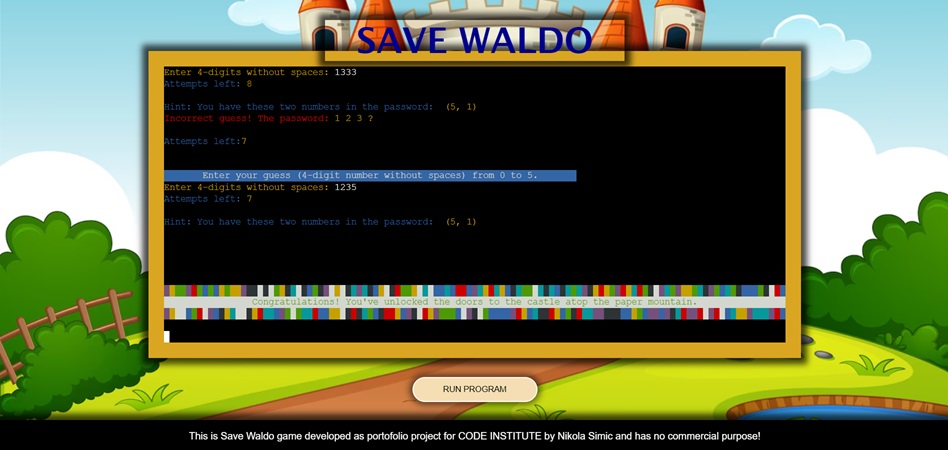 SAVE WALDO
Enter 4-digits without spaces: 1333
Attempts left: 8
Hint: You have these two numbers in the password:  (5, 1)
Incorrect guess! The password: 1 2 3 ?
Attempts left:7
Enter your guess (4-digit number without spaces) from 0 to 5.
Enter 4-digits without spaces: 1235
Attempts left: 7
Hint: You have these two numbers in the password:  (5, 1)
Congratulations! You've unlocked the doors to the castle atop the paper mountain.
RUN PROGRAM
This is Save Waldo game developed as portofolio project for CODE INSTITUTE by Nikola Simic and has no commercial purpose!